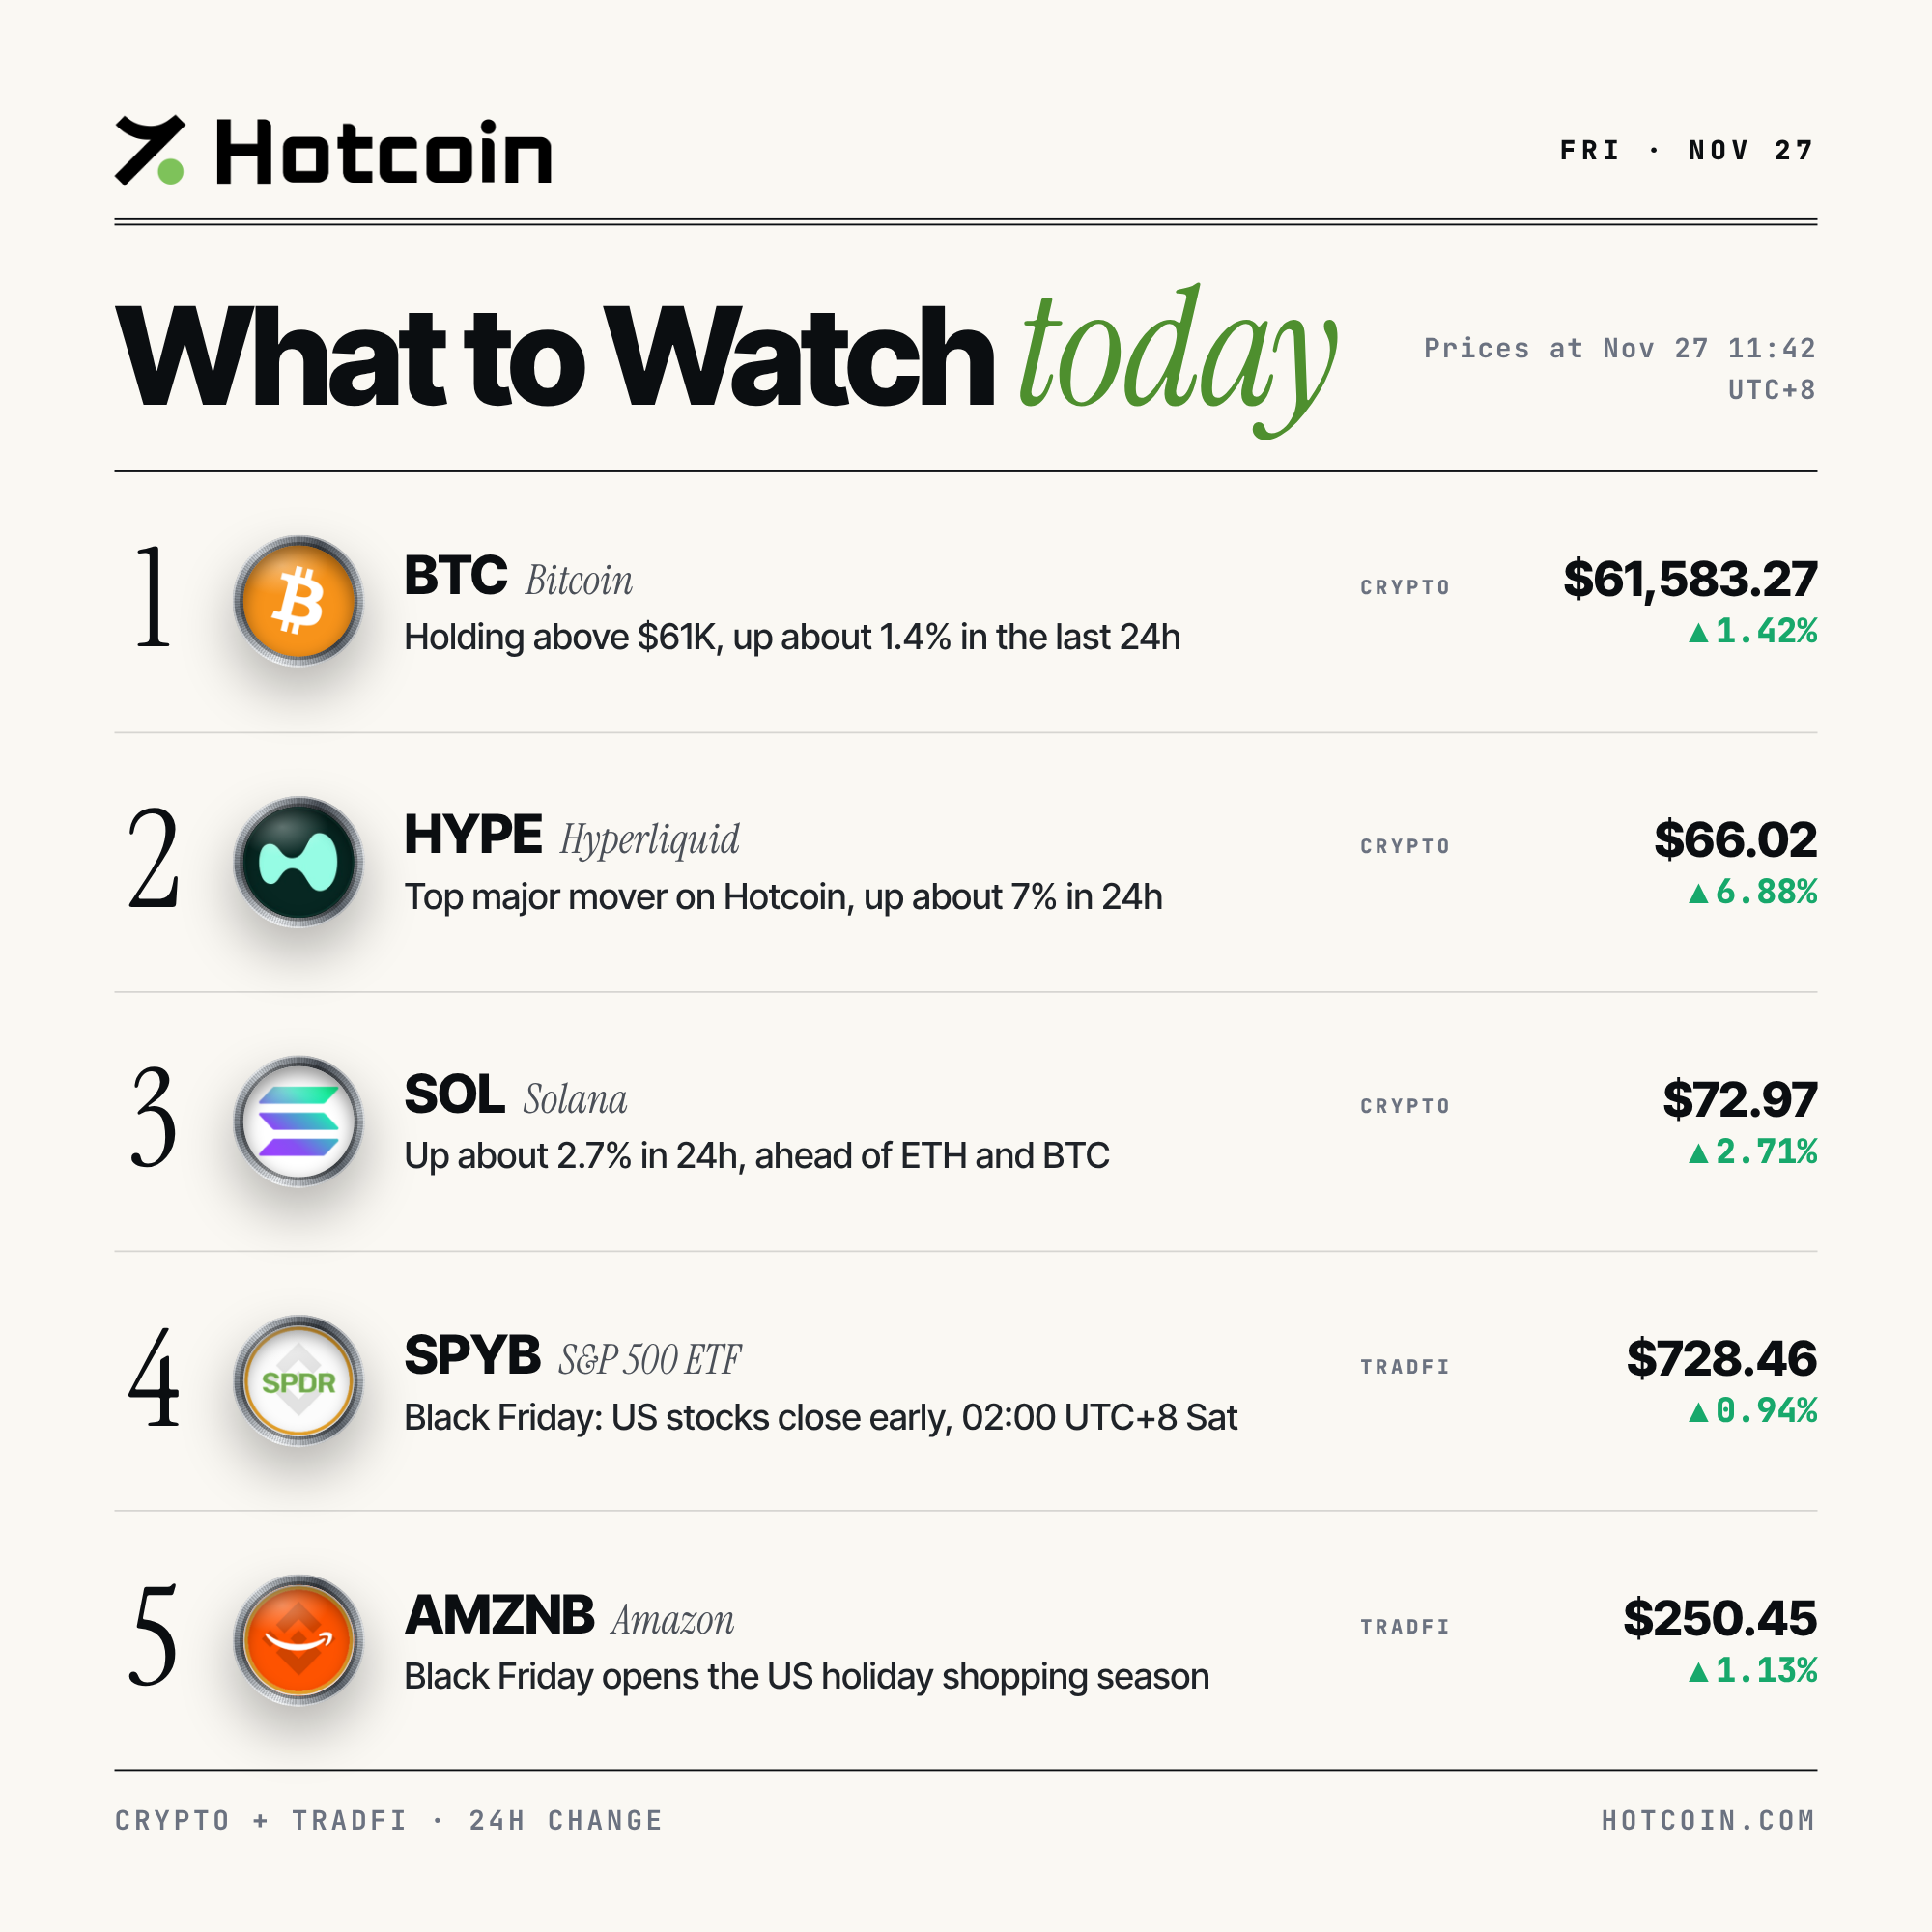 Hotcoin
FRI · NOV 27
What to Watch today
Prices at Nov 27 11:42
UTC+8
1
BTC Bitcoin
CRYPTO
$61,583.27
Holding above $61K, up about 1.4% in the last 24h
▲1.42%
2
HYPE Hyperliquid
CRYPTO
$66.02
Top major mover on Hotcoin, up about 7% in 24h
▲6.88%
3
SOL Solana
CRYPTO
$72.97
Up about 2.7% in 24h, ahead of ETH and BTC
▲2.71%
4
SPDR
SPYB S&P 500 ETF
TRADFI
$728.46
Black Friday: US stocks close early, 02:00 UTC+8 Sat
▲0.94%
5
AMZNB Amazon
TRADFI
$250.45
Black Friday opens the US holiday shopping season
▲1.13%
CRYPTO + TRADFI · 24H CHANGE
HOTCOIN.COM